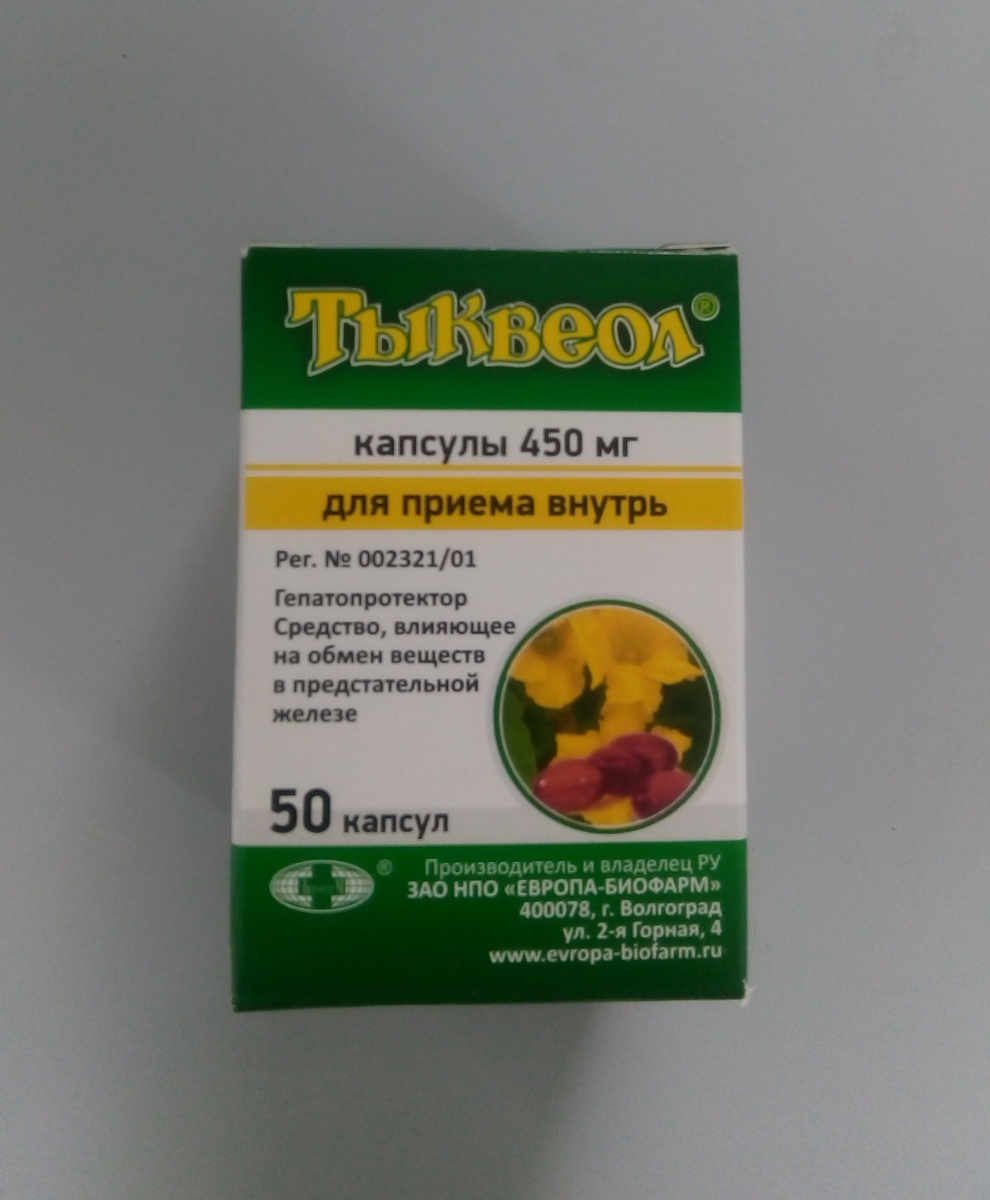 Тыквеол®
капсулы 450 мг
для приема внутрь
Рег. № 002321/01
Гепатопротектор
Средство, влияющее
на обмен веществ
в предстательной
железе
50 капсул
®
Производитель и владелец РУ
ЗАО НПО «ЕВРОПА-БИОФАРМ»
400078, г. Волгоград
ул. 2-я Горная, 4
www.evropa-biofarm.ru